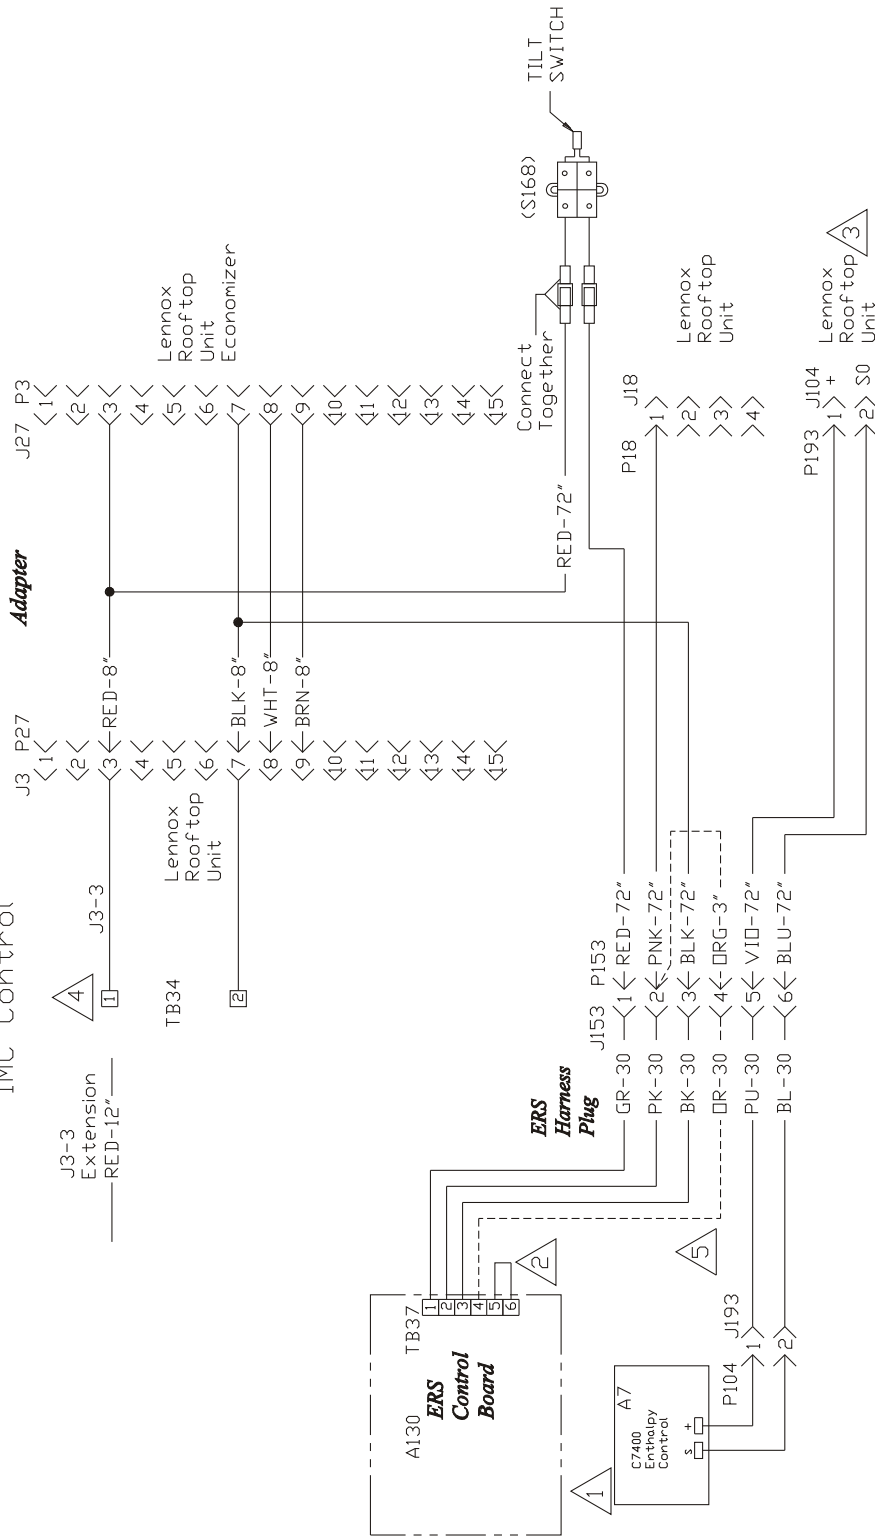 IMC Control
Adapter
J3-3
Extension
RED-12"
4
1
J3-3
TB34
2
Lennox
Rooftop
Unit
J3 P27
1
2
3
4
5
6
7
8
9
10
11
12
13
14
15
RED-8"
BLK-8"
WHT-8"
BRN-8"
J27 P3
1
2
3
4
5
6
7
8
9
10
11
12
13
14
15
Lennox
Rooftop
Unit
Economizer
TILT
SWITCH
(S168)
Connect
Together
RED-72"
P18 J18
1
2
3
4
Lennox
Rooftop
Unit
P193 J104
1 +
2 SO
Lennox
Rooftop
Unit
3
ERS
Harness
Plug
J153 P153
GR-30 1 RED-72"
PK-30 2 PNK-72"
BK-30 3 BLK-72"
OR-30 4 ORG-3"
PU-30 5 VIO-72"
BL-30 6 BLU-72"
A130
TB37
ERS
Control
Board
1
2
3
4
5
6
2
5
1
A7
C7400
Enthalpy
Control
S +
P104 J193
1
2